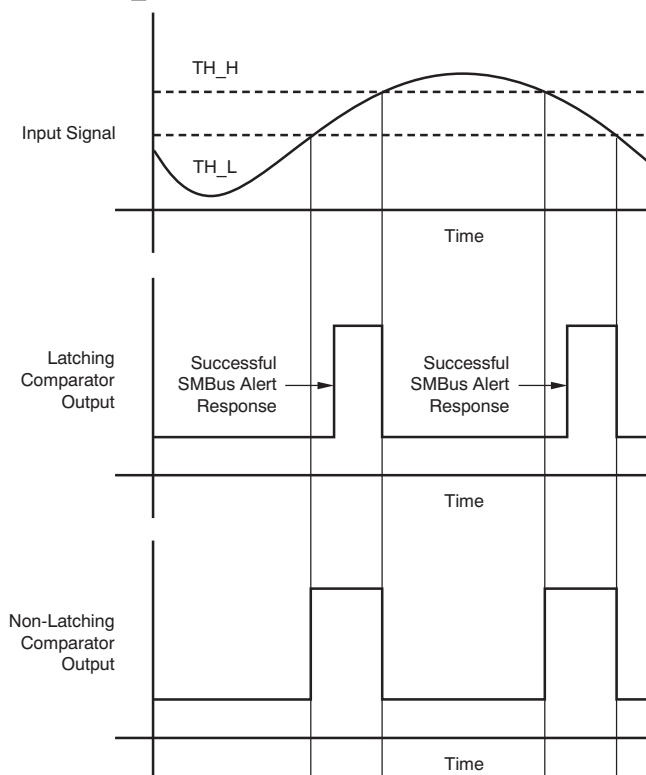 TH_H
Input Signal
TH_L
Time
Latching
Comparator
Output
Successful
SMBus Alert
Response
Successful
SMBus Alert
Response
Time
Non-Latching
Comparator
Output
Time